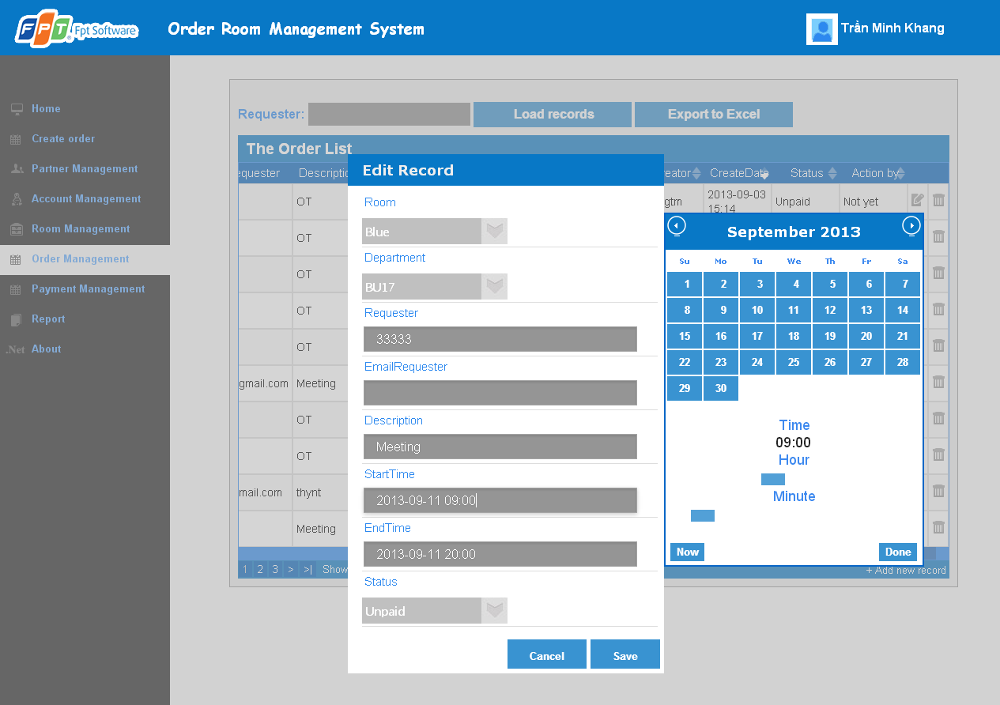 FPT Fpt Software
Order Room Management System
Trần Minh Khang
Home
Create order
Partner Management
Account Management
Room Management
Order Management
Payment Management
Report
.Net About
Requester:
Load records
Export to Excel
The Order List
equester Descriptio eator CreateDate Status Action by
OT gtm 2013-09-03 15:14 Unpaid Not yet
OT
OT
OT
OT
gmail.com Meeting
OT
OT
mail.com thynt
Meeting
1 2 3 > >| Show
+ Add new record
Edit Record
Room
Blue
Department
BU17
Requester
33333
EmailRequester
Description
Meeting
StartTime
2013-09-11 09:00
EndTime
2013-09-11 20:00
Status
Unpaid
Cancel Save
September 2013
Su Mo Tu We Th Fr Sa
1 2 3 4 5 6 7
8 9 10 11 12 13 14
15 16 17 18 19 20 21
22 23 24 25 26 27 28
29 30
Time
09:00
Hour
Minute
Now Done